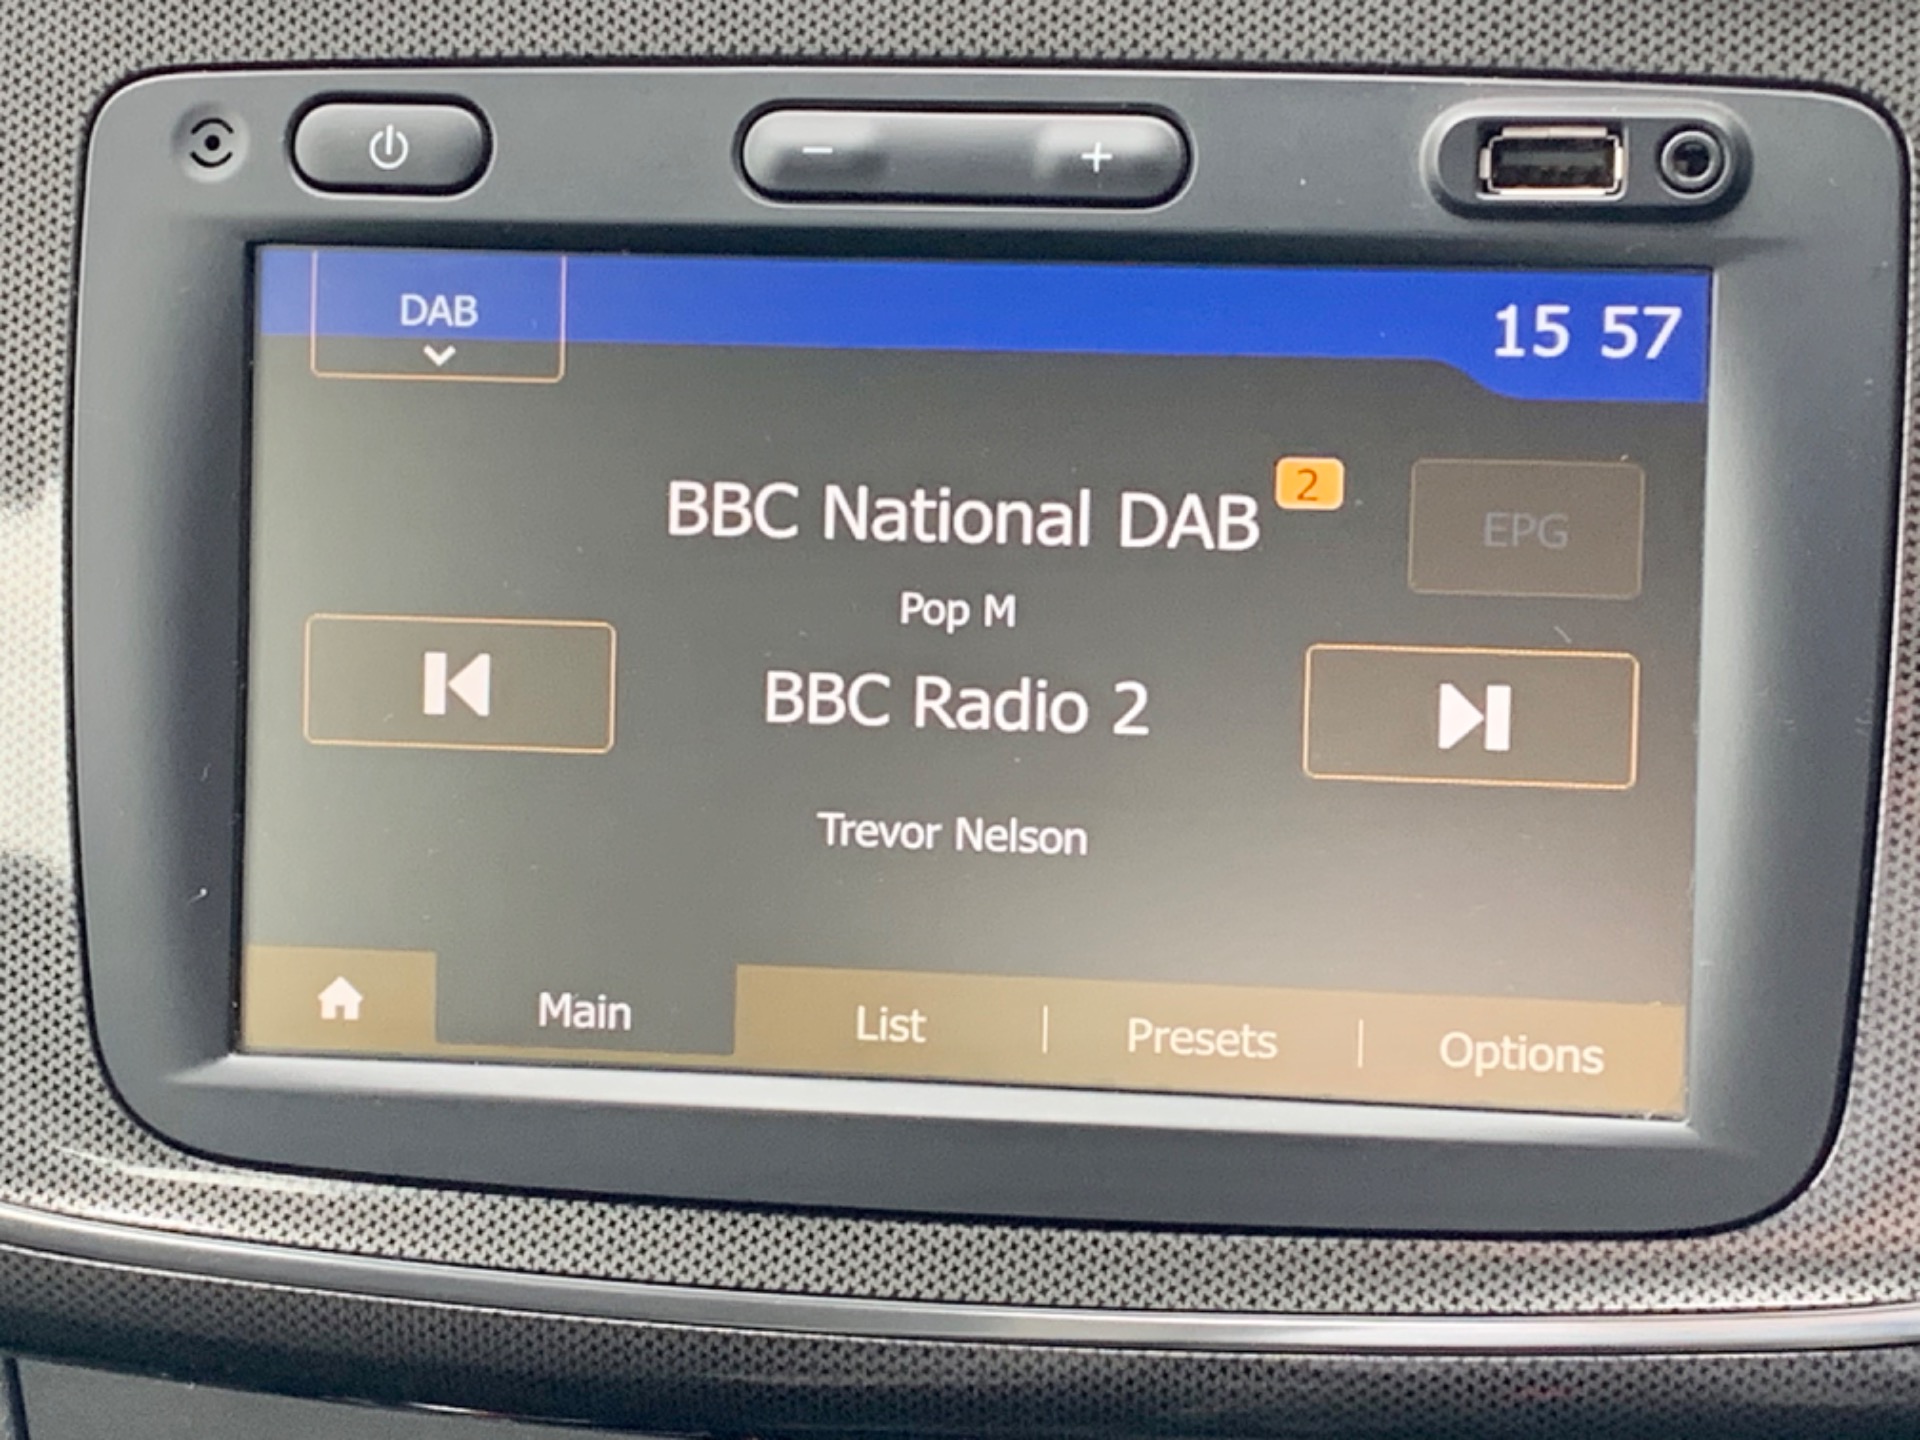 DAB
15 57
BBC National DAB 2
EPG
Pop M
BBC Radio 2
Trevor Nelson
Main
List
Presets
Options